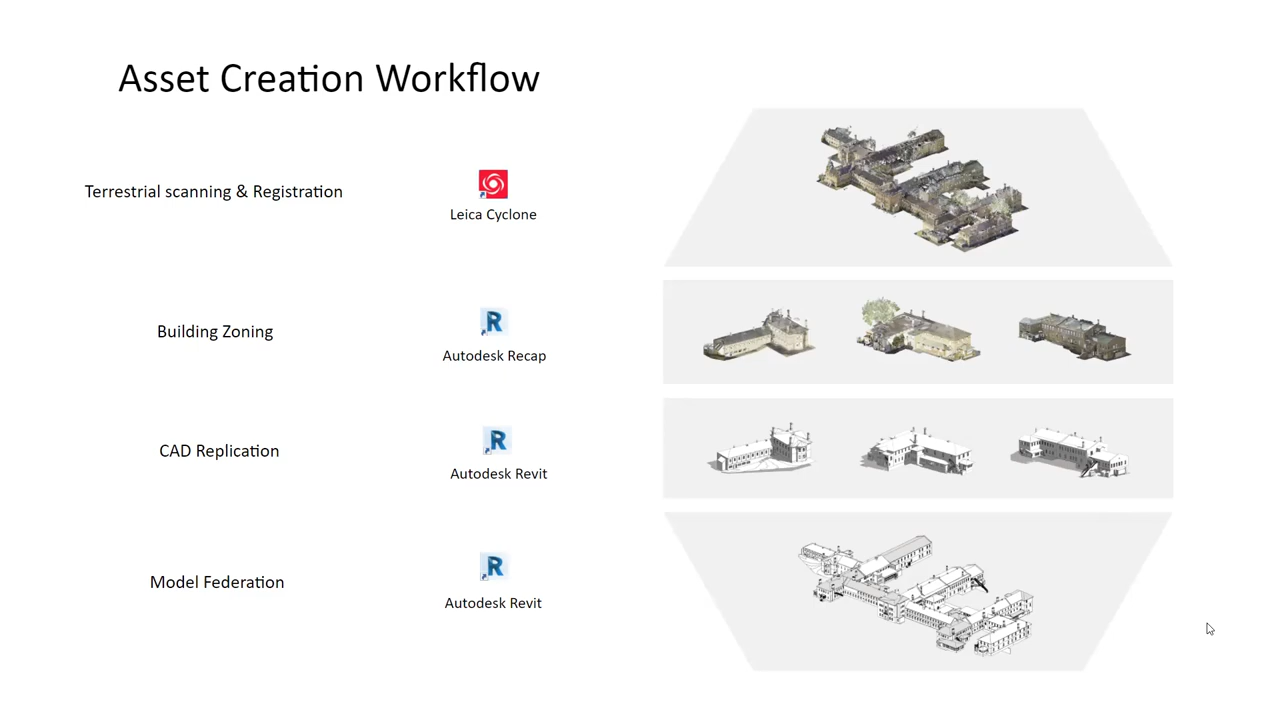 Asset Creation Workflow
Terrestrial scanning & Registration
Leica Cyclone
Building Zoning
Autodesk Recap
CAD Replication
Autodesk Revit
Model Federation
Autodesk Revit